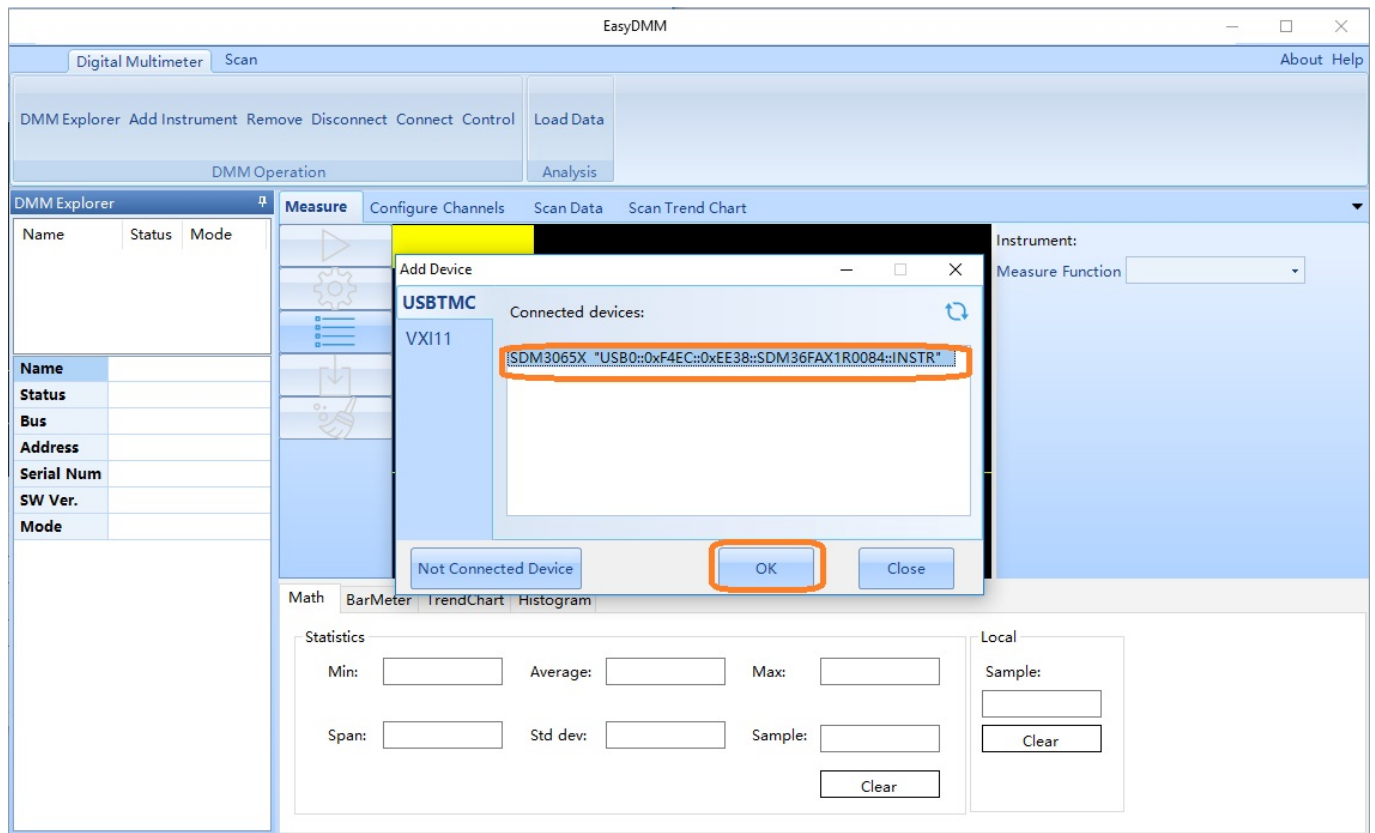 EasyDMM
Digital Multimeter Scan About Help
DMM Explorer Add Instrument Remove Disconnect Connect Control Load Data
DMM Operation Analysis
DMM Explorer
Name Status Mode
Name
Status
Bus
Address
Serial Num
SW Ver.
Mode
Measure Configure Channels Scan Data Scan Trend Chart
Instrument:
Measure Function
Add Device
USBTMC
VXI11
Connected devices:
SDM3065X "USB0::0xF4EC::0xEE38::SDM36FAX1R0084::INSTR"
Not Connected Device OK Close
Math BarMeter TrendChart Histogram
Statistics
Min: Average: Max:
Span: Std dev: Sample:
Clear
Local
Sample:
Clear